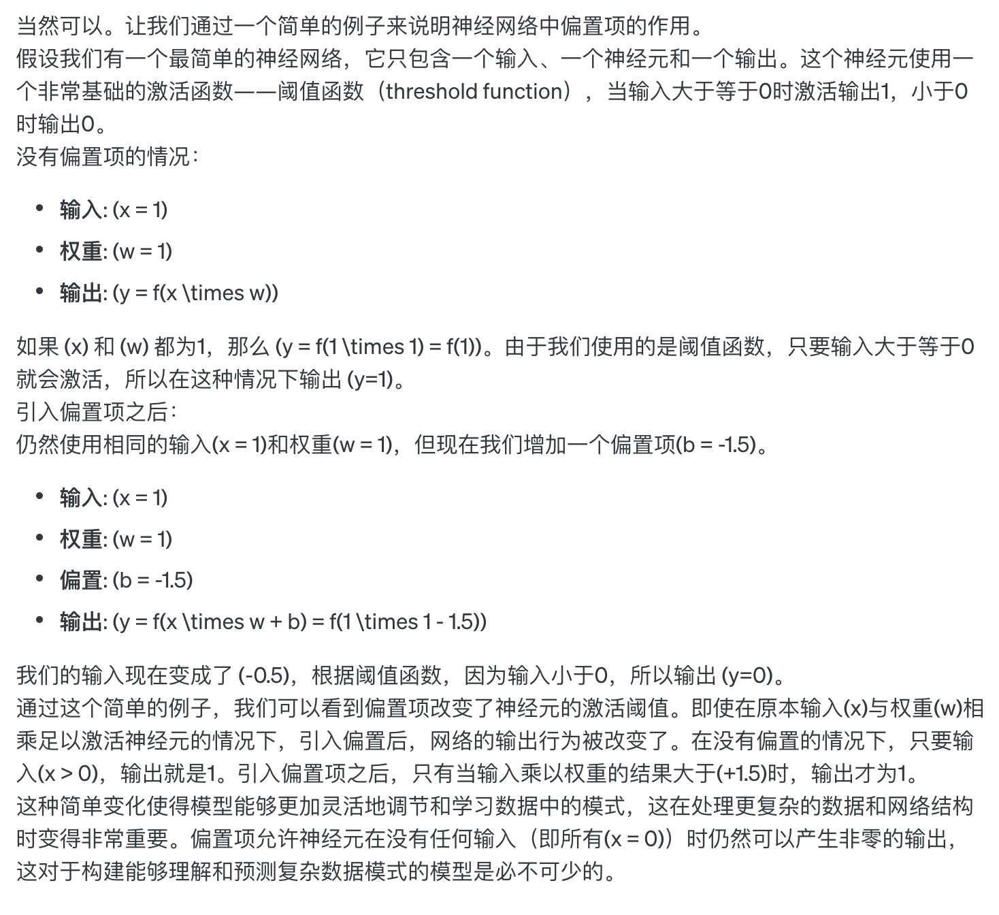 当然可以。让我们通过一个简单的例子来说明神经网络中偏置项的作用。
假设我们有一个最简单的神经网络，它只包含一个输入、一个神经元和一个输出。这个神经元使用一
个非常基础的激活函数——阈值函数（threshold function），当输入大于等于0时激活输出1，小于0
时输出0。
没有偏置项的情况：
• 输入: (x = 1)
• 权重: (w = 1)
• 输出: (y = f(x \times w))
如果 (x) 和 (w) 都为1，那么 (y = f(1 \times 1) = f(1))。由于我们使用的是阈值函数，只要输入大于等于0
就会激活，所以在这种情况下输出 (y=1)。
引入偏置项之后：
仍然使用相同的输入(x = 1)和权重(w = 1)，但现在我们增加一个偏置项(b = -1.5)。
• 输入: (x = 1)
• 权重: (w = 1)
• 偏置: (b = -1.5)
• 输出: (y = f(x \times w + b) = f(1 \times 1 - 1.5))
我们的输入现在变成了 (-0.5)，根据阈值函数，因为输入小于0，所以输出 (y=0)。
通过这个简单的例子，我们可以看到偏置项改变了神经元的激活阈值。即使在原本输入(x)与权重(w)相
乘足以激活神经元的情况下，引入偏置后，网络的输出行为被改变了。在没有偏置的情况下，只要输
入(x > 0)，输出就是1。引入偏置项之后，只有当输入乘以权重的结果大于(+1.5)时，输出才为1。
这种简单变化使得模型能够更加灵活地调节和学习数据中的模式，这在处理更复杂的数据和网络结构
时变得非常重要。偏置项允许神经元在没有任何输入（即所有(x = 0)）时仍然可以产生非零的输出，
这对于构建能够理解和预测复杂数据模式的模型是必不可少的。